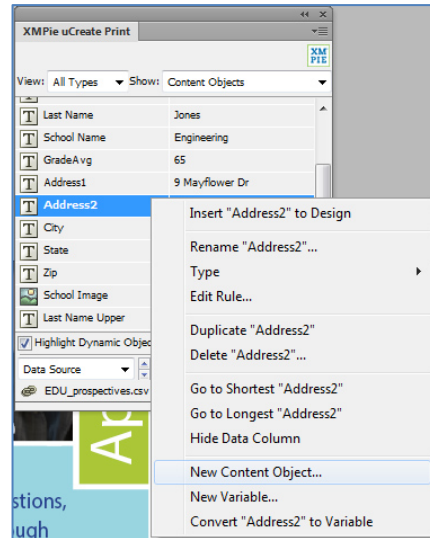 XMPie uCreate Print
XM
PIE
View: All Types Show: Content Objects
T Last Name Jones
T School Name Engineering
T GradeAvg 65
T Address1 9 Mayflower Dr
T Address2
T City
T State
T Zip
School Image
T Last Name Upper
Highlight Dynamic Objec
Data Source
EDU_prospectives.csv
Insert "Address2" to Design
Rename "Address2"...
Type
Edit Rule...
Duplicate "Address2"
Delete "Address2"...
Go to Shortest "Address2"
Go to Longest "Address2"
Hide Data Column
New Content Object...
New Variable...
Convert "Address2" to Variable
Ap
stions,
ough